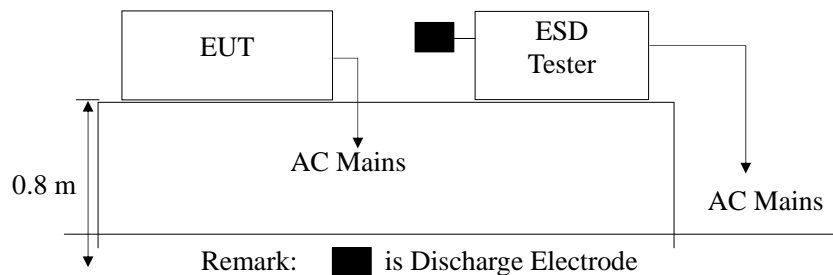 EUT
ESD
Tester
AC Mains
0.8 m
AC Mains
Remark: is Discharge Electrode